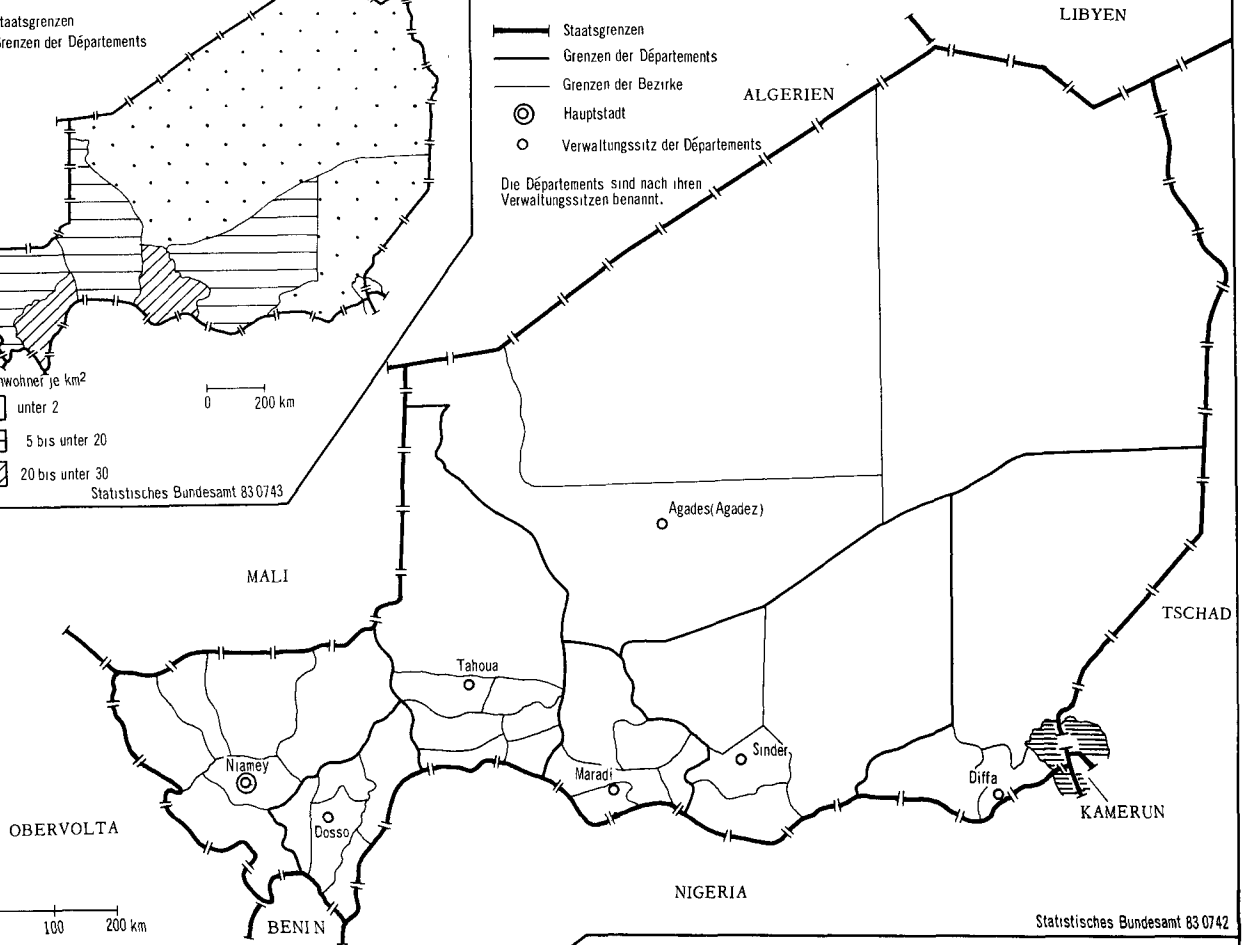 Staatsgrenzen
Grenzen der Départements
Einwohner je km²
unter 2
5 bis unter 20
20 bis unter 30
0 200 km
Statistisches Bundesamt 83 0743
Staatsgrenzen
Grenzen der Départements
Grenzen der Bezirke
Hauptstadt
Verwaltungssitz der Départements
Die Départements sind nach ihren
Verwaltungssitzen benannt.
LIBYEN
ALGERIEN
Agades(Agadez)
MALI
TSCHAD
Tahoua
Niamey
Sinder
Maradi
Diffa
Dosso
OBERVOLTA
KAMERUN
NIGERIA
BENIN
100 200 km
Statistisches Bundesamt 83 0742